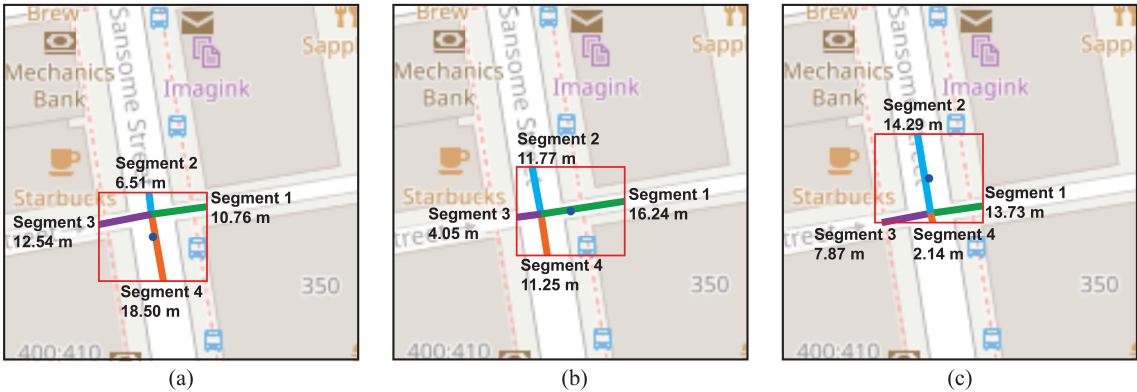 Brew
Sansome Street
Sapp
Mechanics
Bank
Imagink
Starbucks
Segment 2
6.51 m
Segment 1
10.76 m
Segment 3
12.54 m
Segment 4
18.50 m
treet
350
400;410
(a)
Brew
Sansome
Sapp
Mechanics
Bank
Imagink
Starbucks
Segment 2
11.77 m
Segment 1
16.24 m
Segment 3
4.05 m
Segment 4
11.25 m
350
400;410
(b)
Brew
Sansome
Sapp
Mechanics
Bank
Imagink
Starbucks
Segment 2
14.29 m
Segment 1
13.73 m
Segment 3
7.87 m
Segment 4
2.14 m
350
400;410
(c)